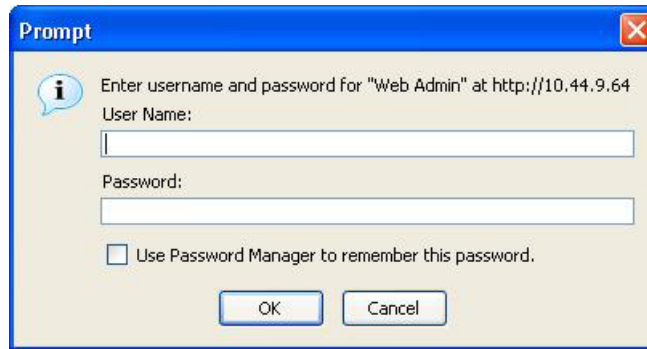 Prompt
Enter username and password for "Web Admin" at http://10.44.9.64
User Name:
Password:
Use Password Manager to remember this password.
OK
Cancel